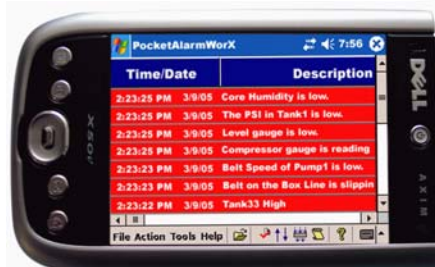 PocketAlarmWorX 7:56
Time/Date Description
2:23:25 PM 3/9/05 Core Humidity is low.
2:23:25 PM 3/9/05 The PSI in Tank1 is low.
2:23:25 PM 3/9/05 Level gauge is low.
2:23:25 PM 3/9/05 Compressor gauge is reading
2:23:23 PM 3/9/05 Belt Speed of Pump1 is low.
2:23:23 PM 3/9/05 Belt on the Box Line is slippin
2:23:22 PM 3/9/05 Tank33 High
File Action Tools Help
X50v
DELL
AXIM